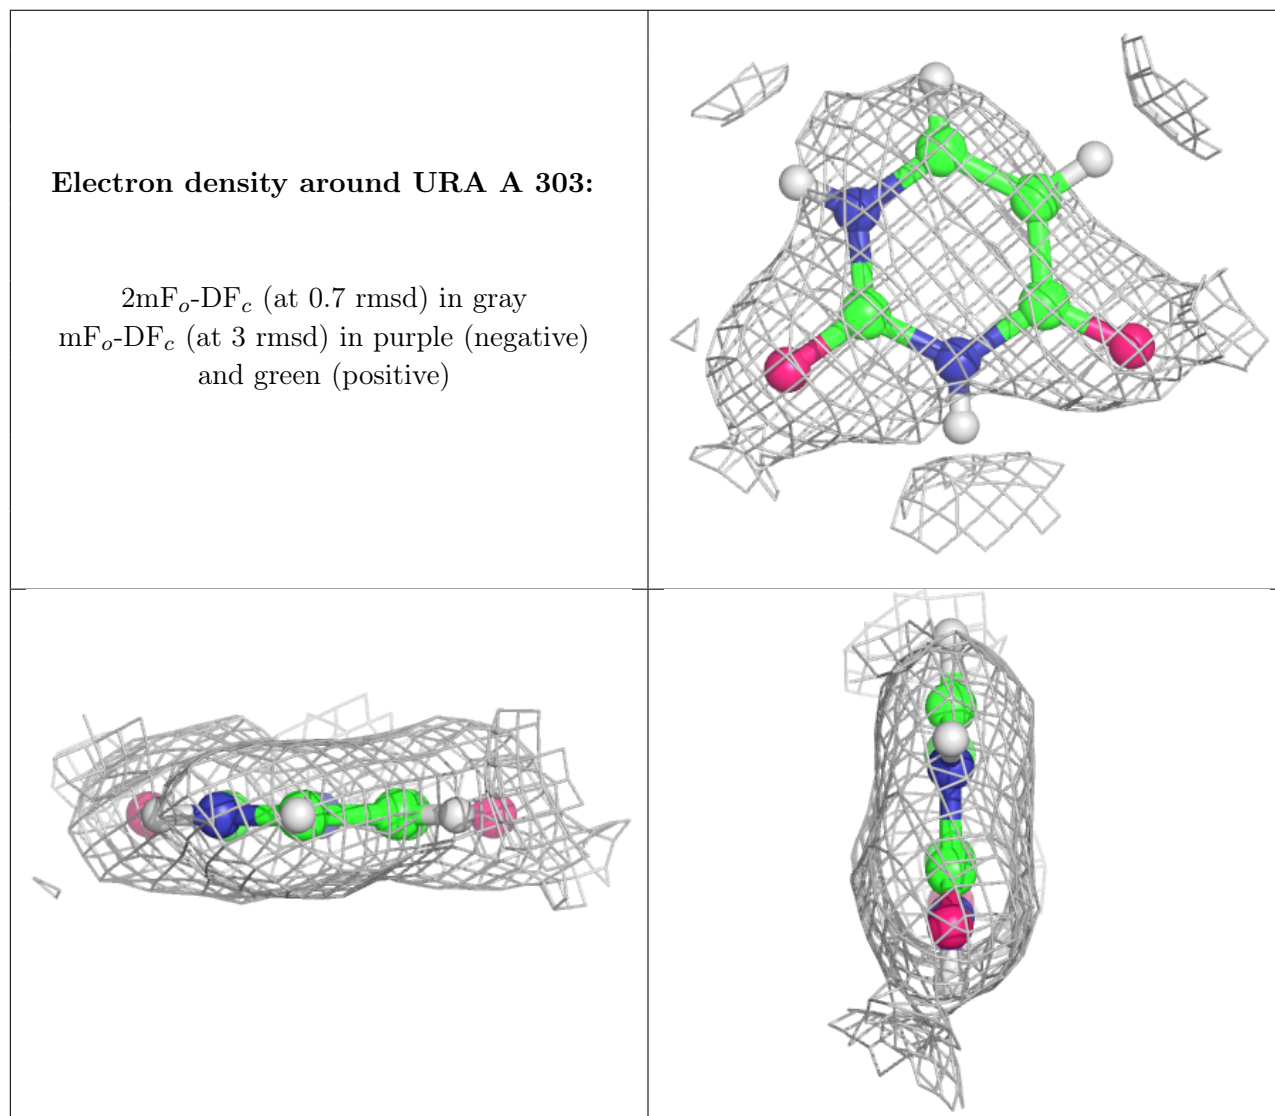 Electron density around URA A 303:
2mFo-DFc (at 0.7 rmsd) in gray
mFo-DFc (at 3 rmsd) in purple (negative)
and green (positive)